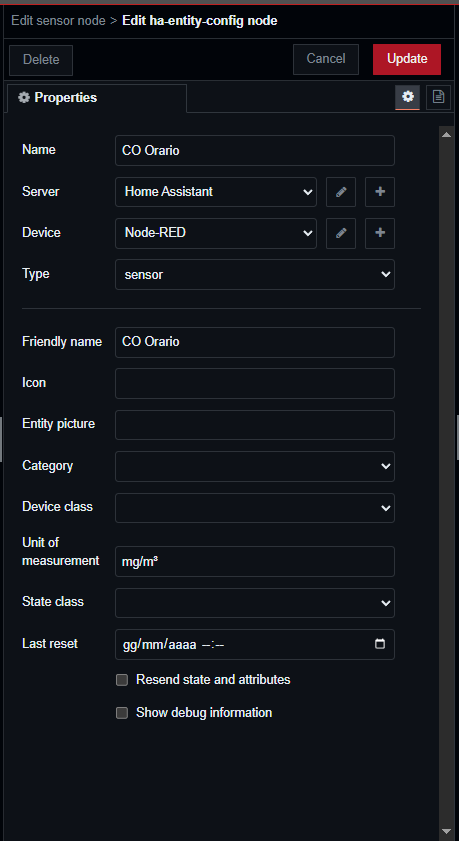 Edit sensor node > Edit ha-entity-config node
Delete
Cancel
Update
Properties
Name
CO Orario
Server
Home Assistant
Device
Node-RED
Type
sensor
Friendly name
CO Orario
Icon
Entity picture
Category
Device class
Unit of
measurement
mg/m³
State class
Last reset
gg/mm/aaaa --:--
Resend state and attributes
Show debug information